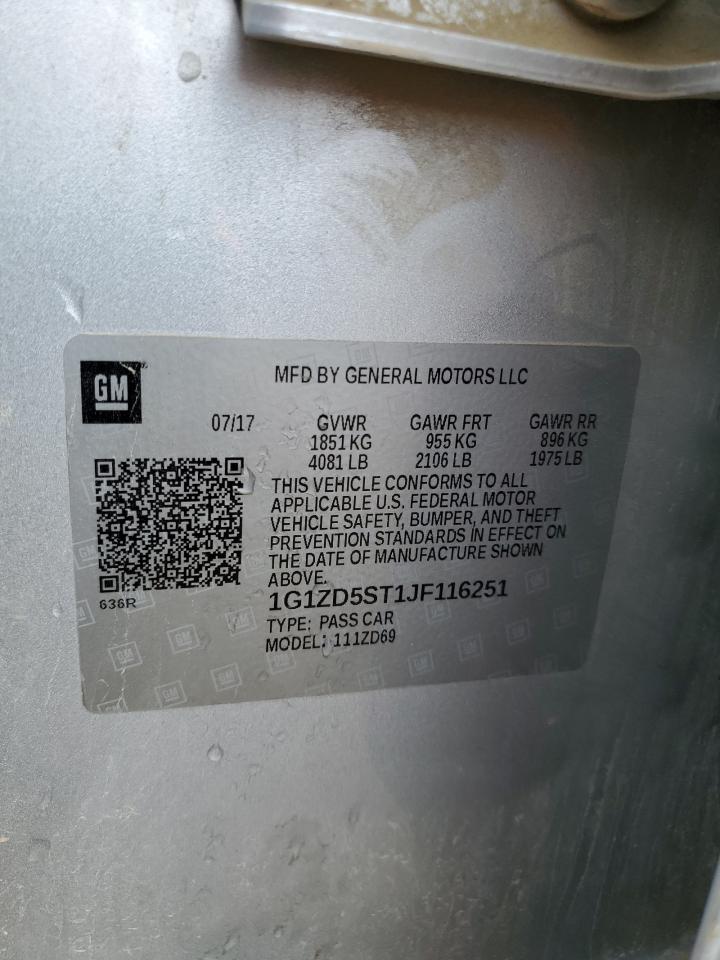 GM
MFD BY GENERAL MOTORS LLC
07/17 GVWR GAWR FRT GAWR RR
1851 KG 955 KG 896 KG
4081 LB 2106 LB 1975 LB
THIS VEHICLE CONFORMS TO ALL
APPLICABLE U.S. FEDERAL MOTOR
VEHICLE SAFETY, BUMPER, AND THEFT
PREVENTION STANDARDS IN EFFECT ON
THE DATE OF MANUFACTURE SHOWN
ABOVE.
636R
1G1ZD5ST1JF116251
TYPE: PASS CAR
MODEL: 111ZD69